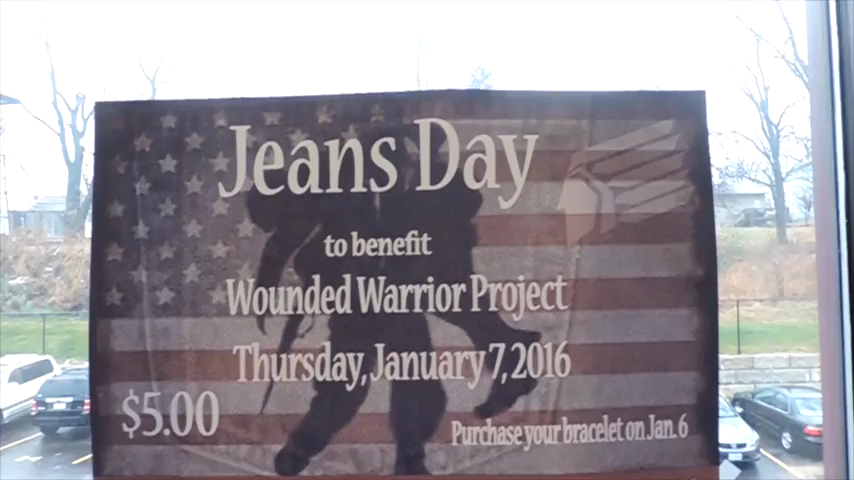 Jeans Day
to benefit
Wounded Warrior Project
Thursday, January 7, 2016
$5.00
Purchase your bracelet on Jan. 6